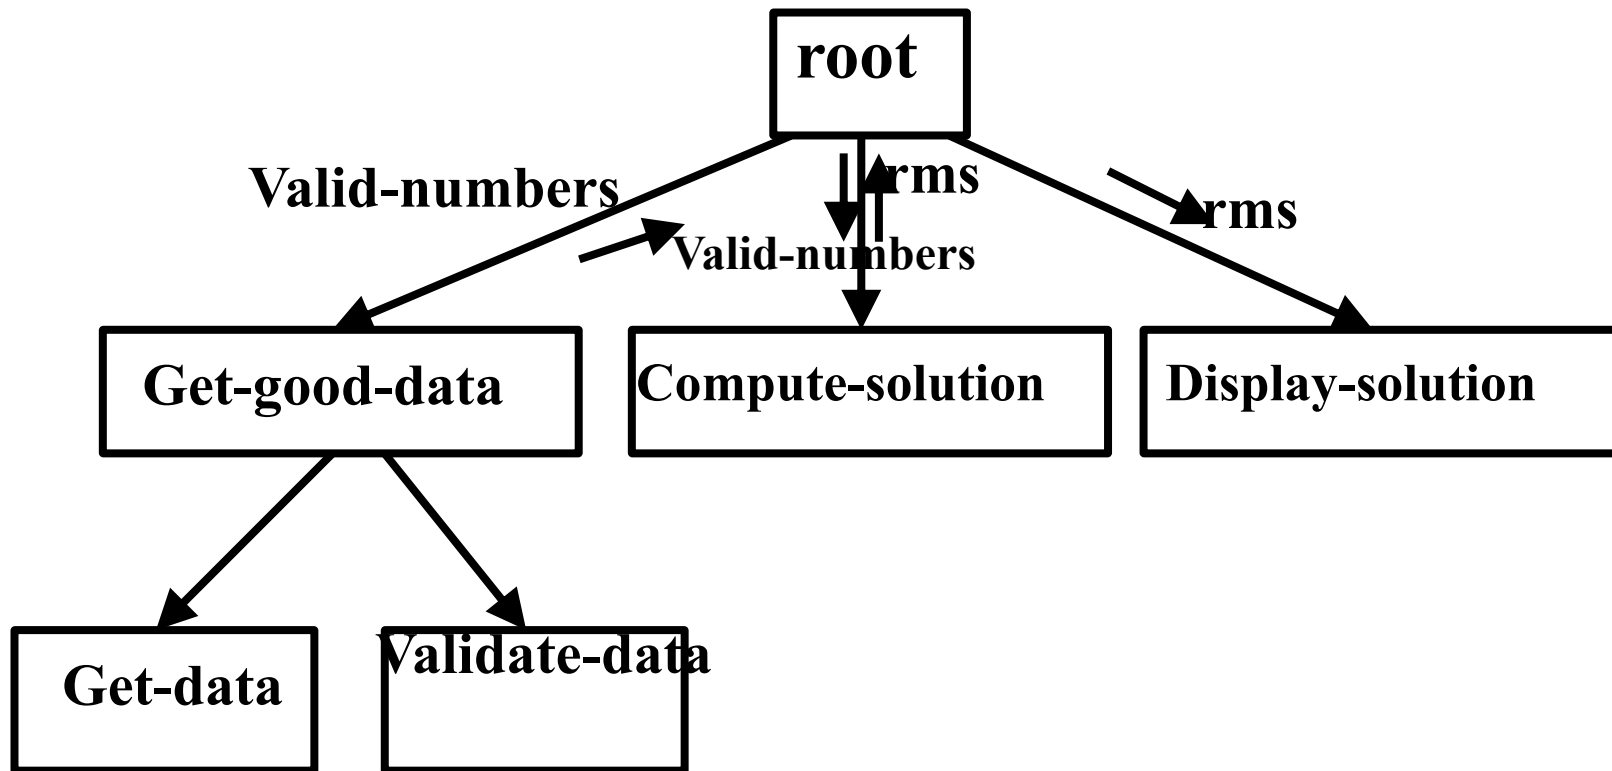 root
Valid-numbers
rms
rms
Valid-numbers
Get-good-data
Compute-solution
Display-solution
Get-data
Validate-data